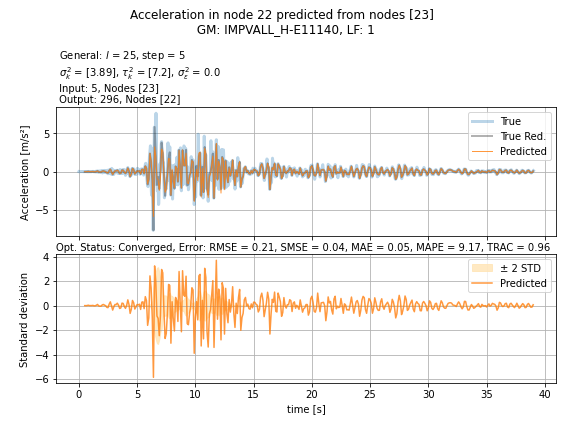 Acceleration in node 22 predicted from nodes [23]
GM: IMPVALL_H-E11140, LF: 1
General: l = 25, step = 5
σ²ₖ = [3.89], τ²ₖ = [7.2], σ²ε = 0.0
Input: 5, Nodes [23]
Output: 296, Nodes [22]
Acceleration [m/s²]
5
0
−5
True
True Red.
Predicted
Opt. Status: Converged, Error: RMSE = 0.21, SMSE = 0.04, MAE = 0.05, MAPE = 9.17, TRAC = 0.96
Standard deviation
4
2
0
−2
−4
−6
± 2 STD
Predicted
0 5 10 15 20 25 30 35 40
time [s]